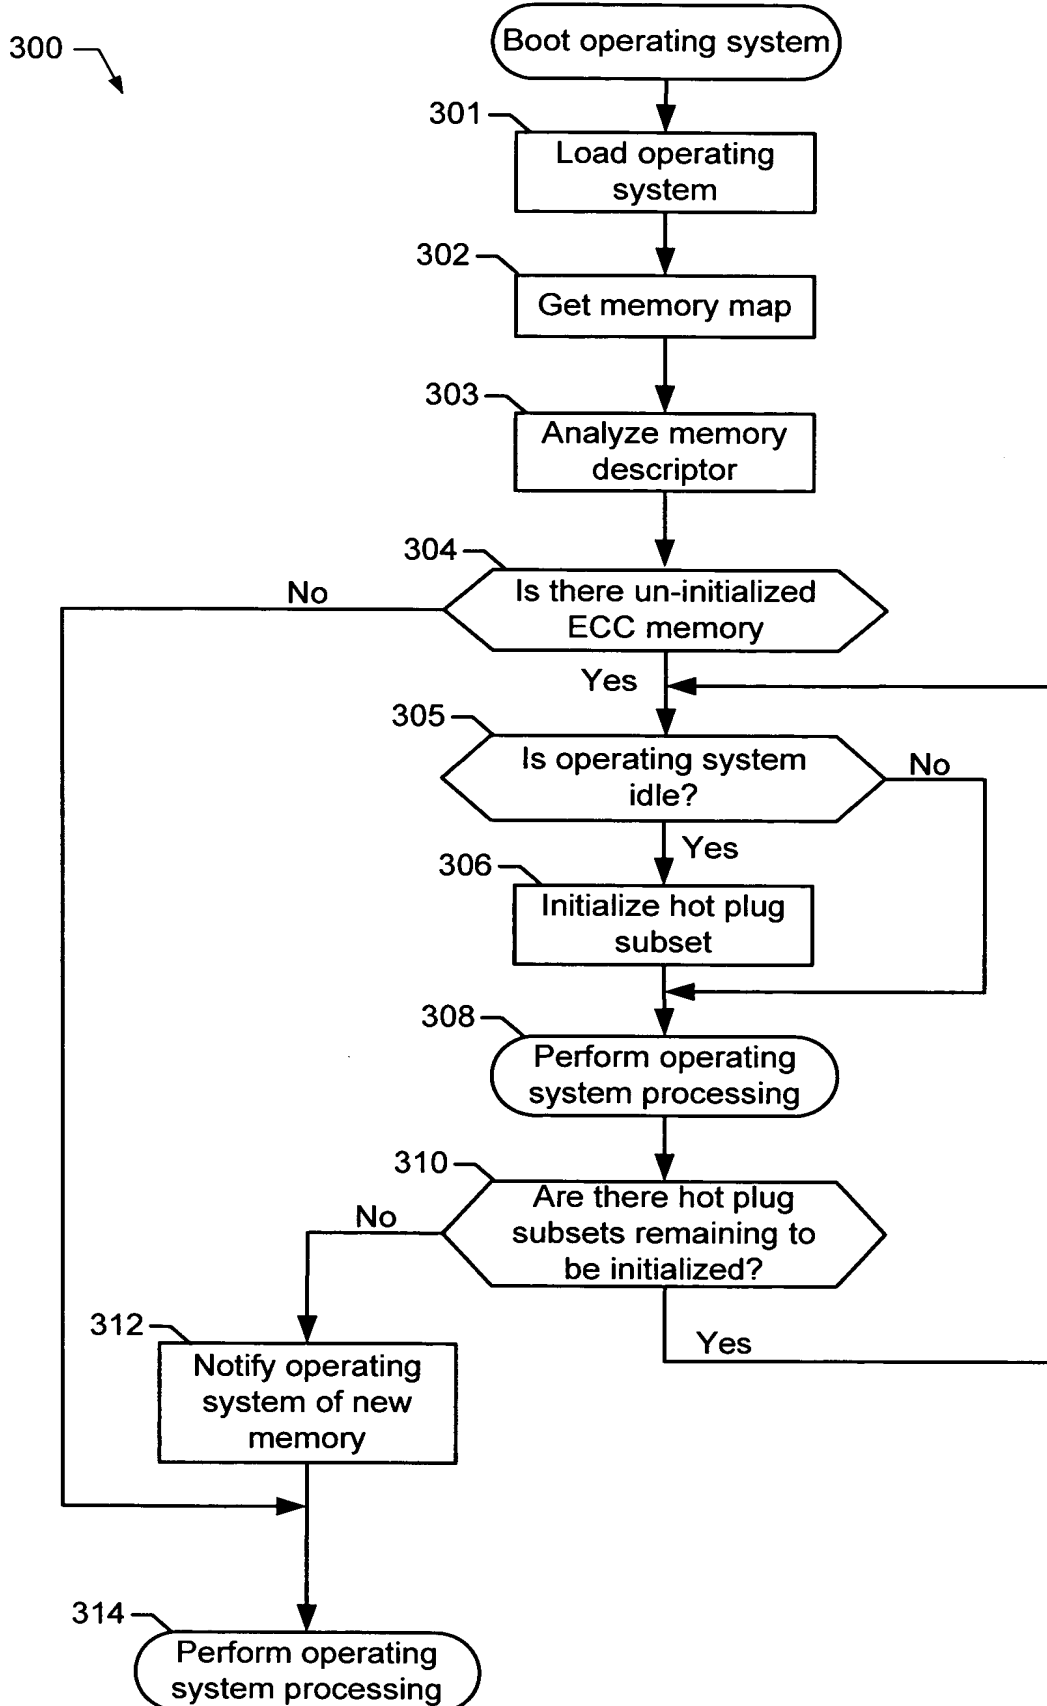 300
Boot operating system
301
Load operating
system
302
Get memory map
303
Analyze memory
descriptor
304
Is there un-initialized
ECC memory
No
Yes
305
Is operating system
idle?
No
Yes
306
Initialize hot plug
subset
308
Perform operating
system processing
310
Are there hot plug
subsets remaining to
be initialized?
No
Yes
312
Notify operating
system of new
memory
314
Perform operating
system processing